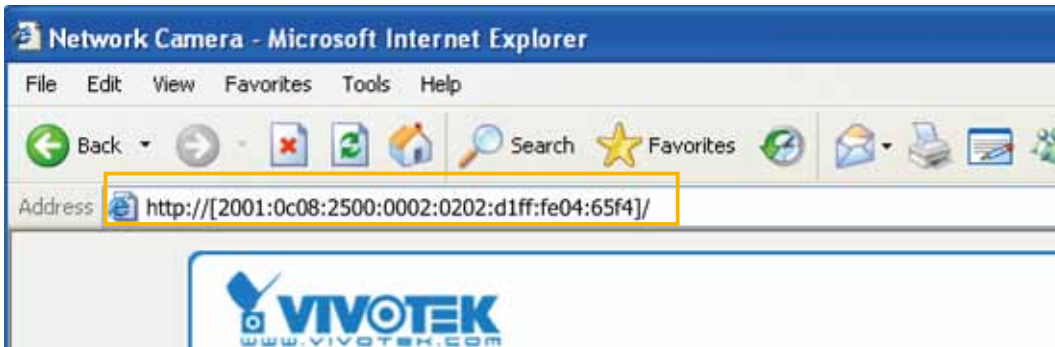 Network Camera - Microsoft Internet Explorer
File Edit View Favorites Tools Help
Back Search Favorites
Address http://[2001:0c08:2500:0002:0202:d1ff:fe04:65f4]/
VIVOTEK
WWW.VIVOTEK.COM